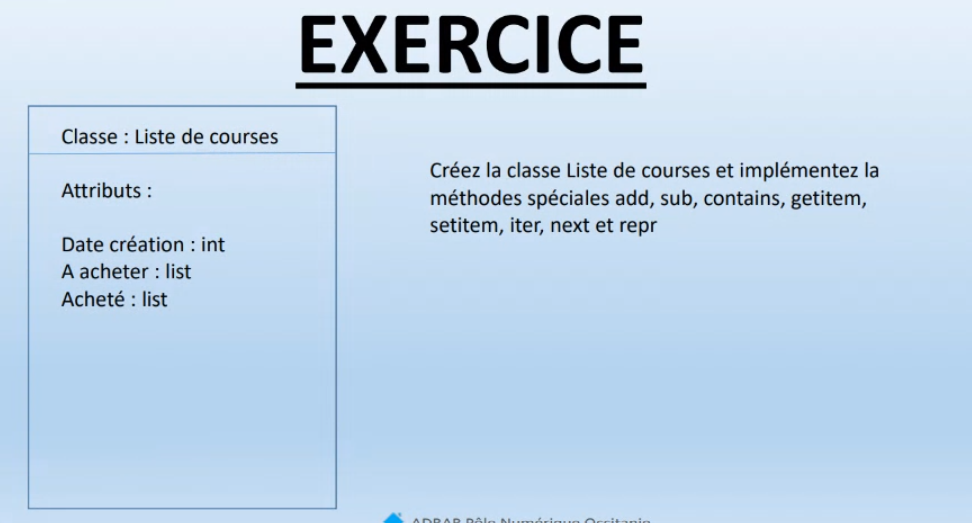 EXERCICE
Classe : Liste de courses
Attributs :
Date création : int
A acheter : list
Acheté : list
Créez la classe Liste de courses et implémentez la
méthodes spéciales add, sub, contains, getitem,
setitem, iter, next et repr
Pôle Numérique Occitanie